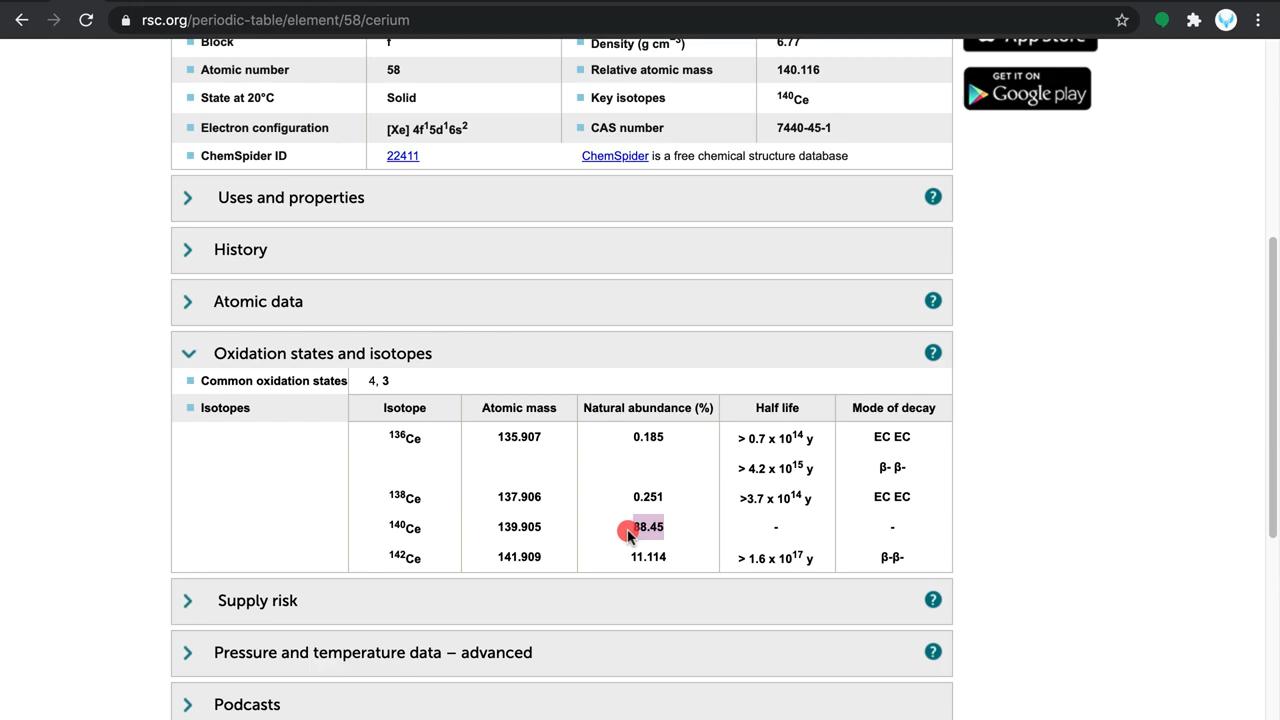 rsc.org/periodic-table/element/58/cerium
Block f Density (g cm⁻³) 6.77
App Store
Atomic number 58 Relative atomic mass 140.116
GET IT ON
Google play
State at 20°C Solid Key isotopes ¹⁴⁰Ce
Electron configuration [Xe] 4f¹5d¹6s² CAS number 7440-45-1
ChemSpider ID 22411 ChemSpider is a free chemical structure database
Uses and properties ?
History
Atomic data ?
Oxidation states and isotopes ?
Common oxidation states 4, 3
Isotopes Isotope Atomic mass Natural abundance (%) Half life Mode of decay
¹³⁶Ce 135.907 0.185 > 0.7 x 10¹⁴ y EC EC
> 4.2 x 10¹⁵ y β- β-
¹³⁸Ce 137.906 0.251 >3.7 x 10¹⁴ y EC EC
¹⁴⁰Ce 139.905 88.45 - -
¹⁴²Ce 141.909 11.114 > 1.6 x 10¹⁷ y β-β-
Supply risk ?
Pressure and temperature data – advanced ?
Podcasts